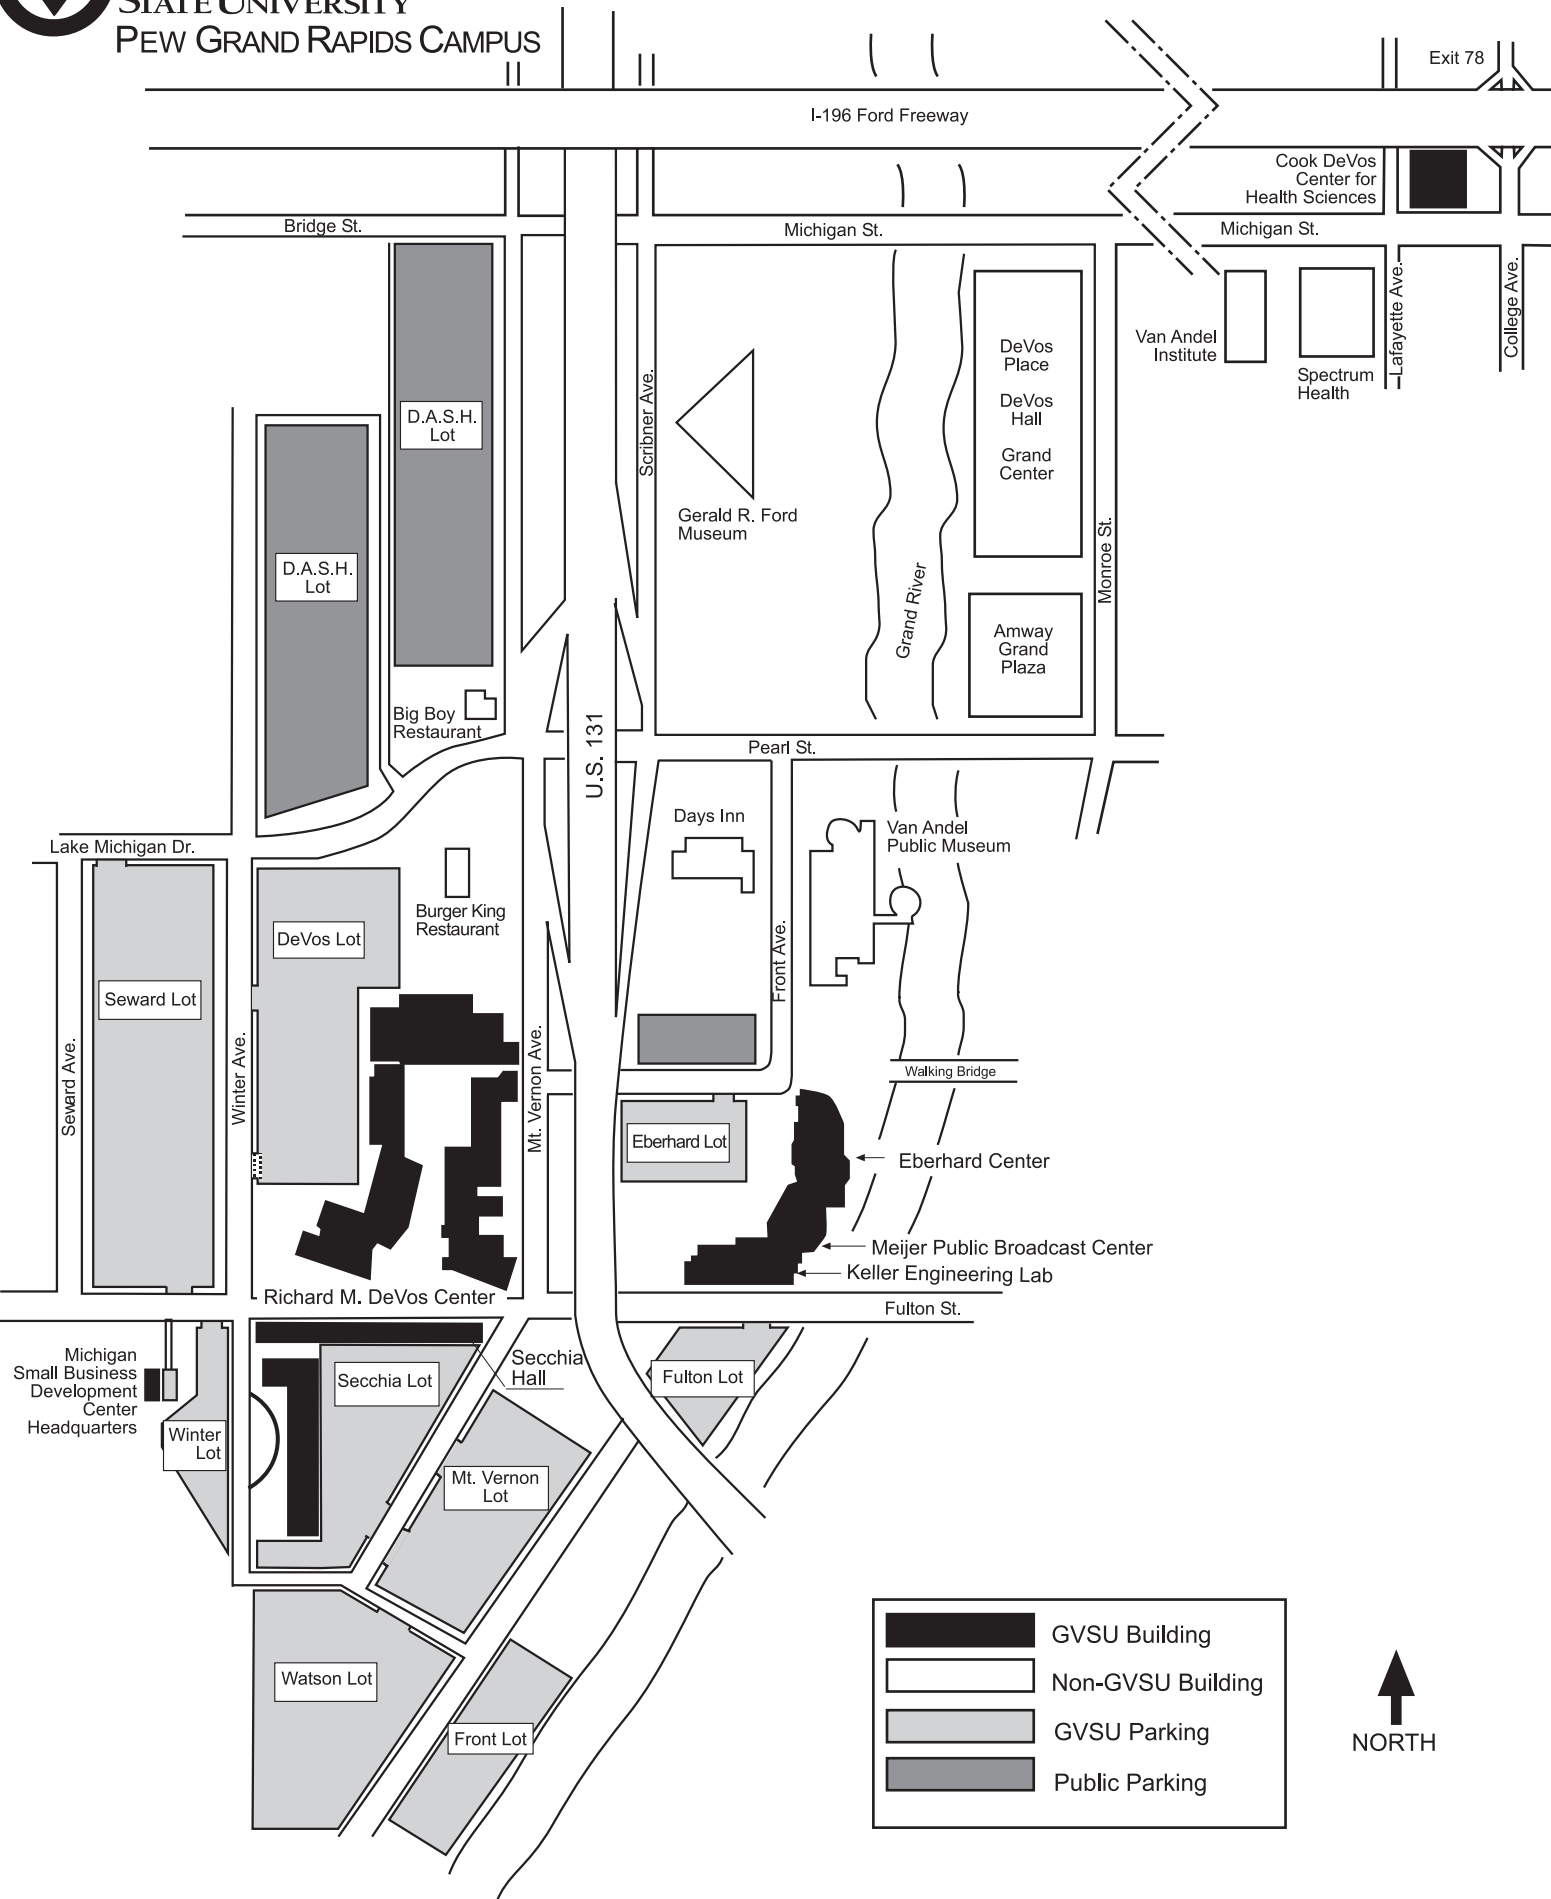 STATE UNIVERSITY
PEW GRAND RAPIDS CAMPUS
Exit 78
I-196 Ford Freeway
Cook DeVos
Center for
Health Sciences
Bridge St.
Michigan St.
Michigan St.
Lafayette Ave.
College Ave.
Van Andel
Institute
Spectrum
Health
DeVos
Place
DeVos
Hall
Grand
Center
D.A.S.H.
Lot
Scribner Ave.
Gerald R. Ford
Museum
Monroe St.
D.A.S.H.
Lot
Grand River
Amway
Grand
Plaza
Big Boy
Restaurant
U.S. 131
Pearl St.
Days Inn
Van Andel
Public Museum
Lake Michigan Dr.
Burger King
Restaurant
DeVos Lot
Front Ave.
Seward Lot
Seward Ave.
Winter Ave.
Mt. Vernon Ave.
Walking Bridge
Eberhard Lot
Eberhard Center
Meijer Public Broadcast Center
Keller Engineering Lab
Richard M. DeVos Center
Fulton St.
Michigan
Small Business
Development
Center
Headquarters
Secchia
Hall
Secchia Lot
Fulton Lot
Winter
Lot
Mt. Vernon
Lot
Watson Lot
Front Lot
GVSU Building
Non-GVSU Building
GVSU Parking
Public Parking
NORTH